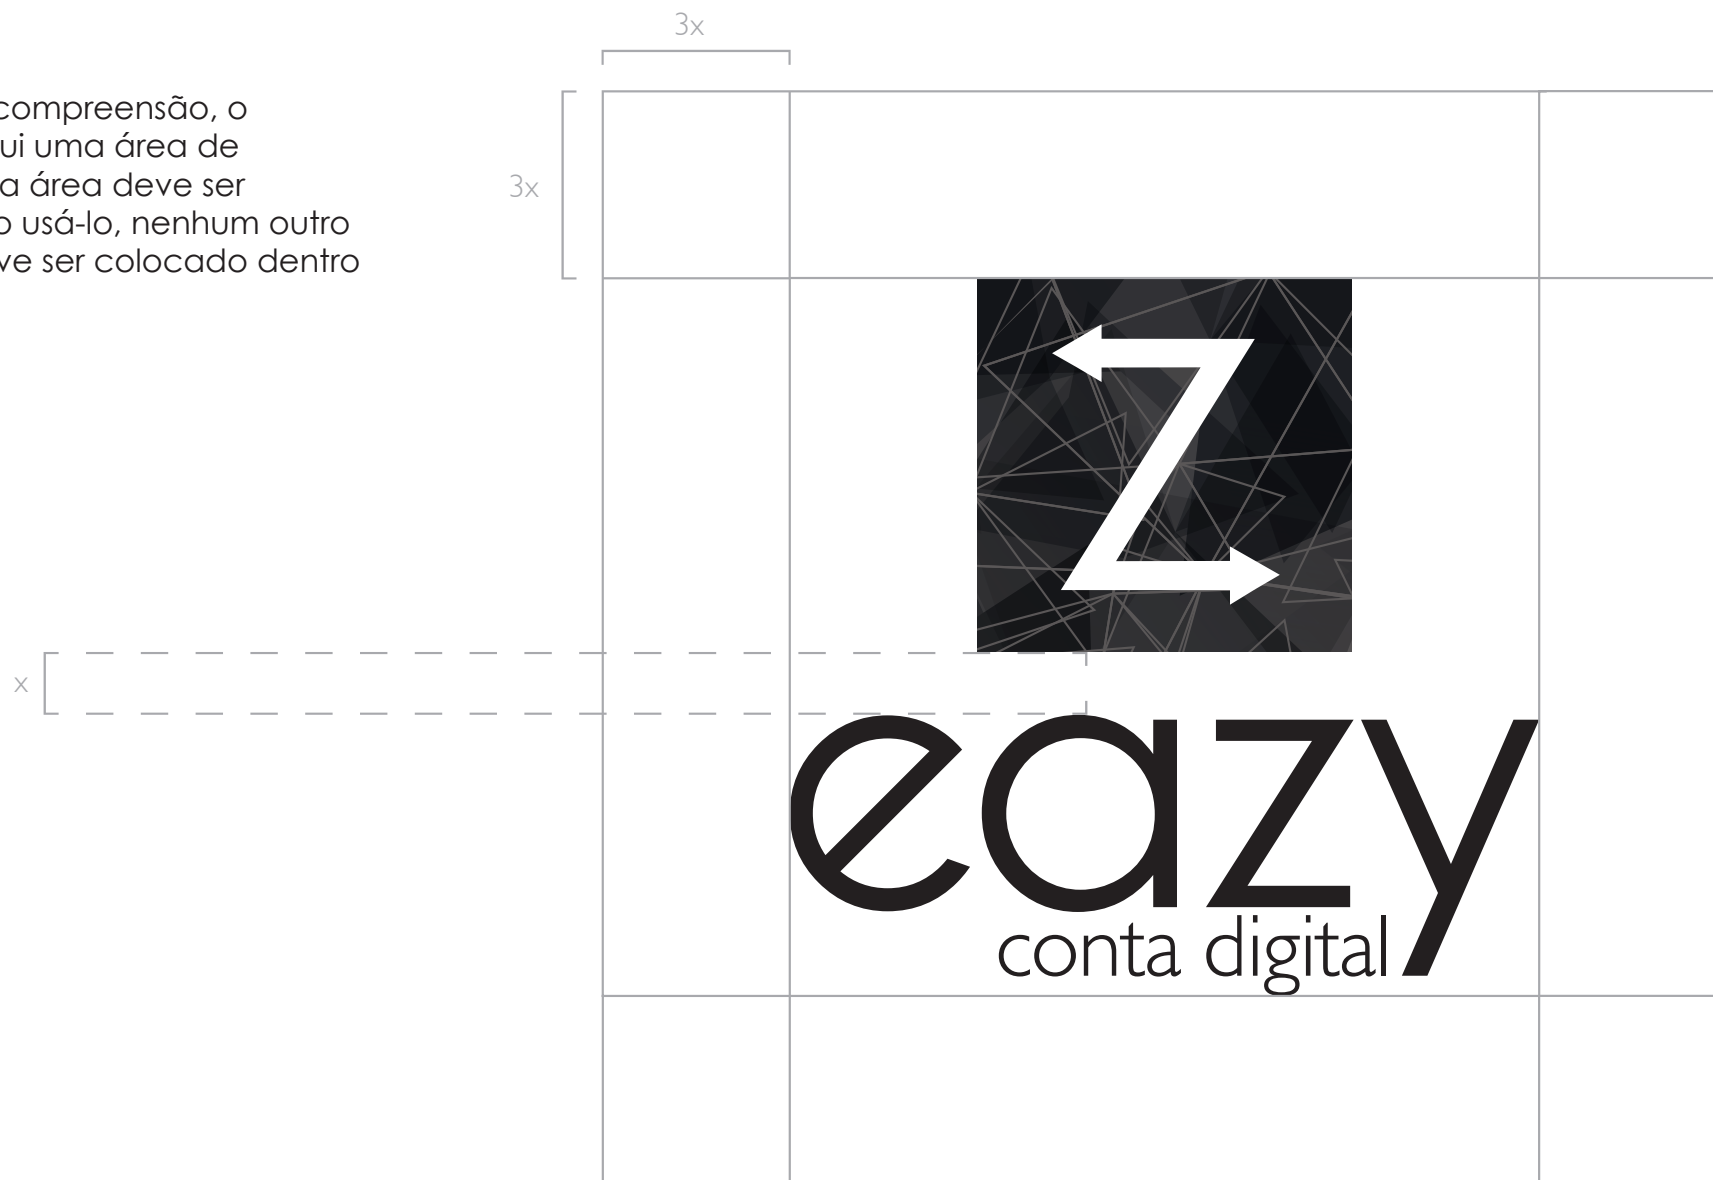 3x
compreensão, o
ui uma área de
a área deve ser
o usá-lo, nenhum outro
ve ser colocado dentro
3x
Z
x
eazy
conta digital